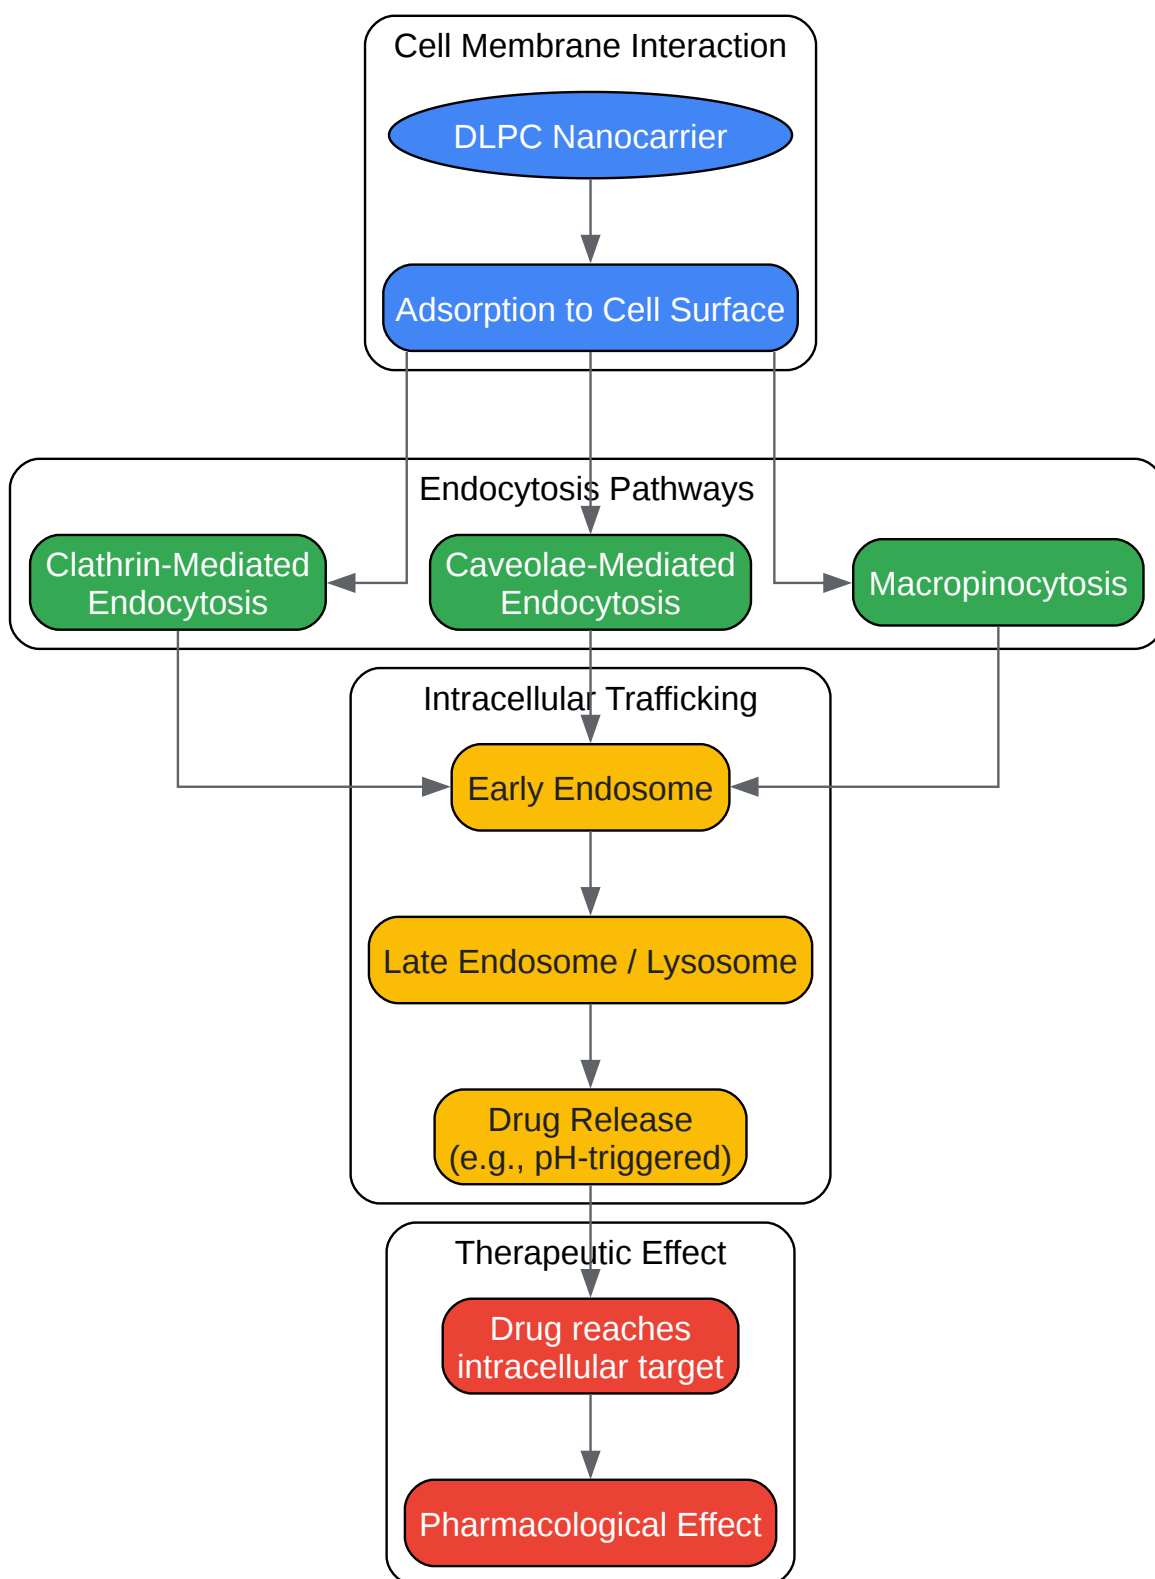 Cell Membrane Interaction
DLPC Nanocarrier
Adsorption to Cell Surface
Endocytosis Pathways
Clathrin-Mediated
Endocytosis
Caveolae-Mediated
Endocytosis
Macropinocytosis
Intracellular Trafficking
Early Endosome
Late Endosome / Lysosome
Drug Release
(e.g., pH-triggered)
Therapeutic Effect
Drug reaches
intracellular target
Pharmacological Effect